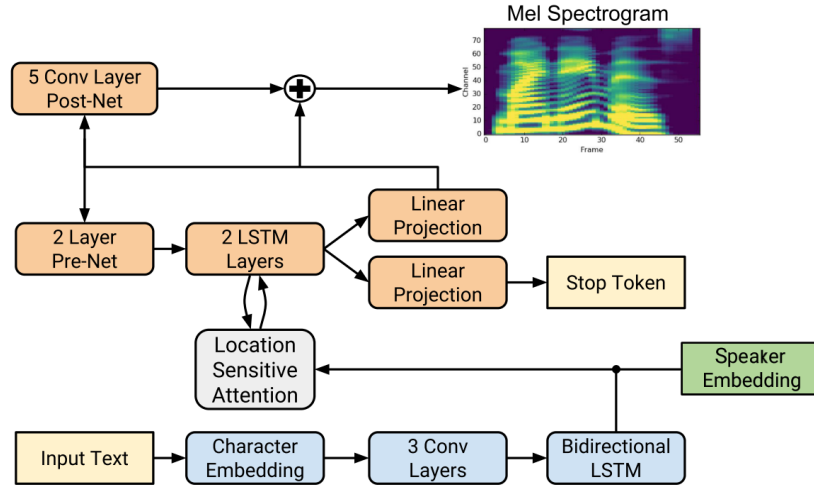 Mel Spectrogram
70
60
50
40
30
20
10
0
Channel
0
10
20
30
40
50
Frame
5 Conv Layer
Post-Net
2 Layer
Pre-Net
2 LSTM
Layers
Linear
Projection
Linear
Projection
Stop Token
Location
Sensitive
Attention
Speaker
Embedding
Input Text
Character
Embedding
3 Conv
Layers
Bidirectional
LSTM